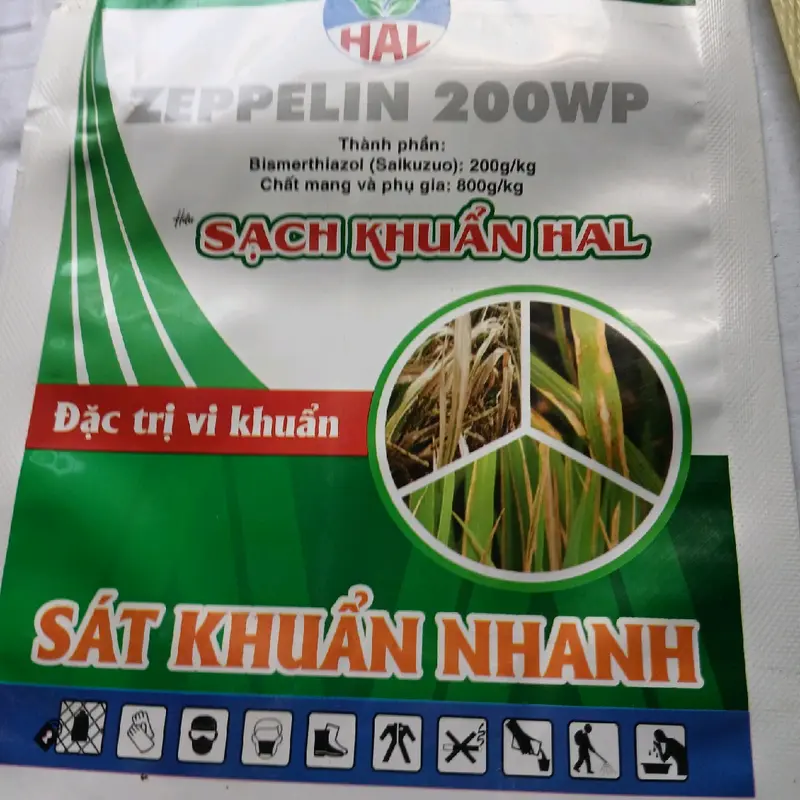 HAL
ZEPPELIN 200WP
Thành phần:
Bismerthiazol (Saikuzuo): 200g/kg
Chất mang và phụ gia: 800g/kg
Hiệu SẠCH KHUẨN HAL
Đặc trị vi khuẩn
SÁT KHUẨN NHANH